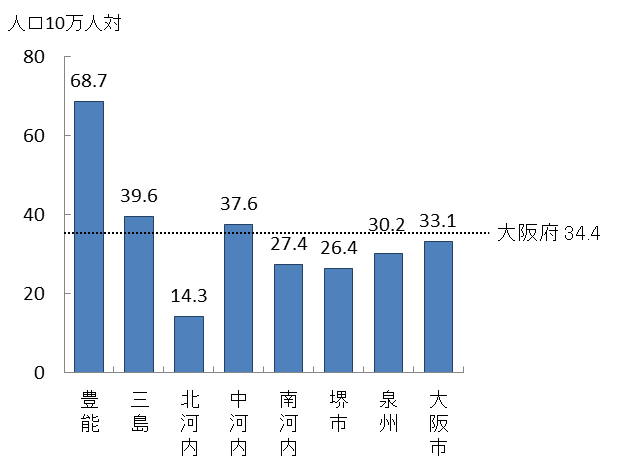 人口10万人対
80
60
40
20
0
68.7
39.6
14.3
37.6
27.4
26.4
30.2
33.1
大阪府 34.4
豊能
三島
北河内
中河内
南河内
堺市
泉州
大阪市